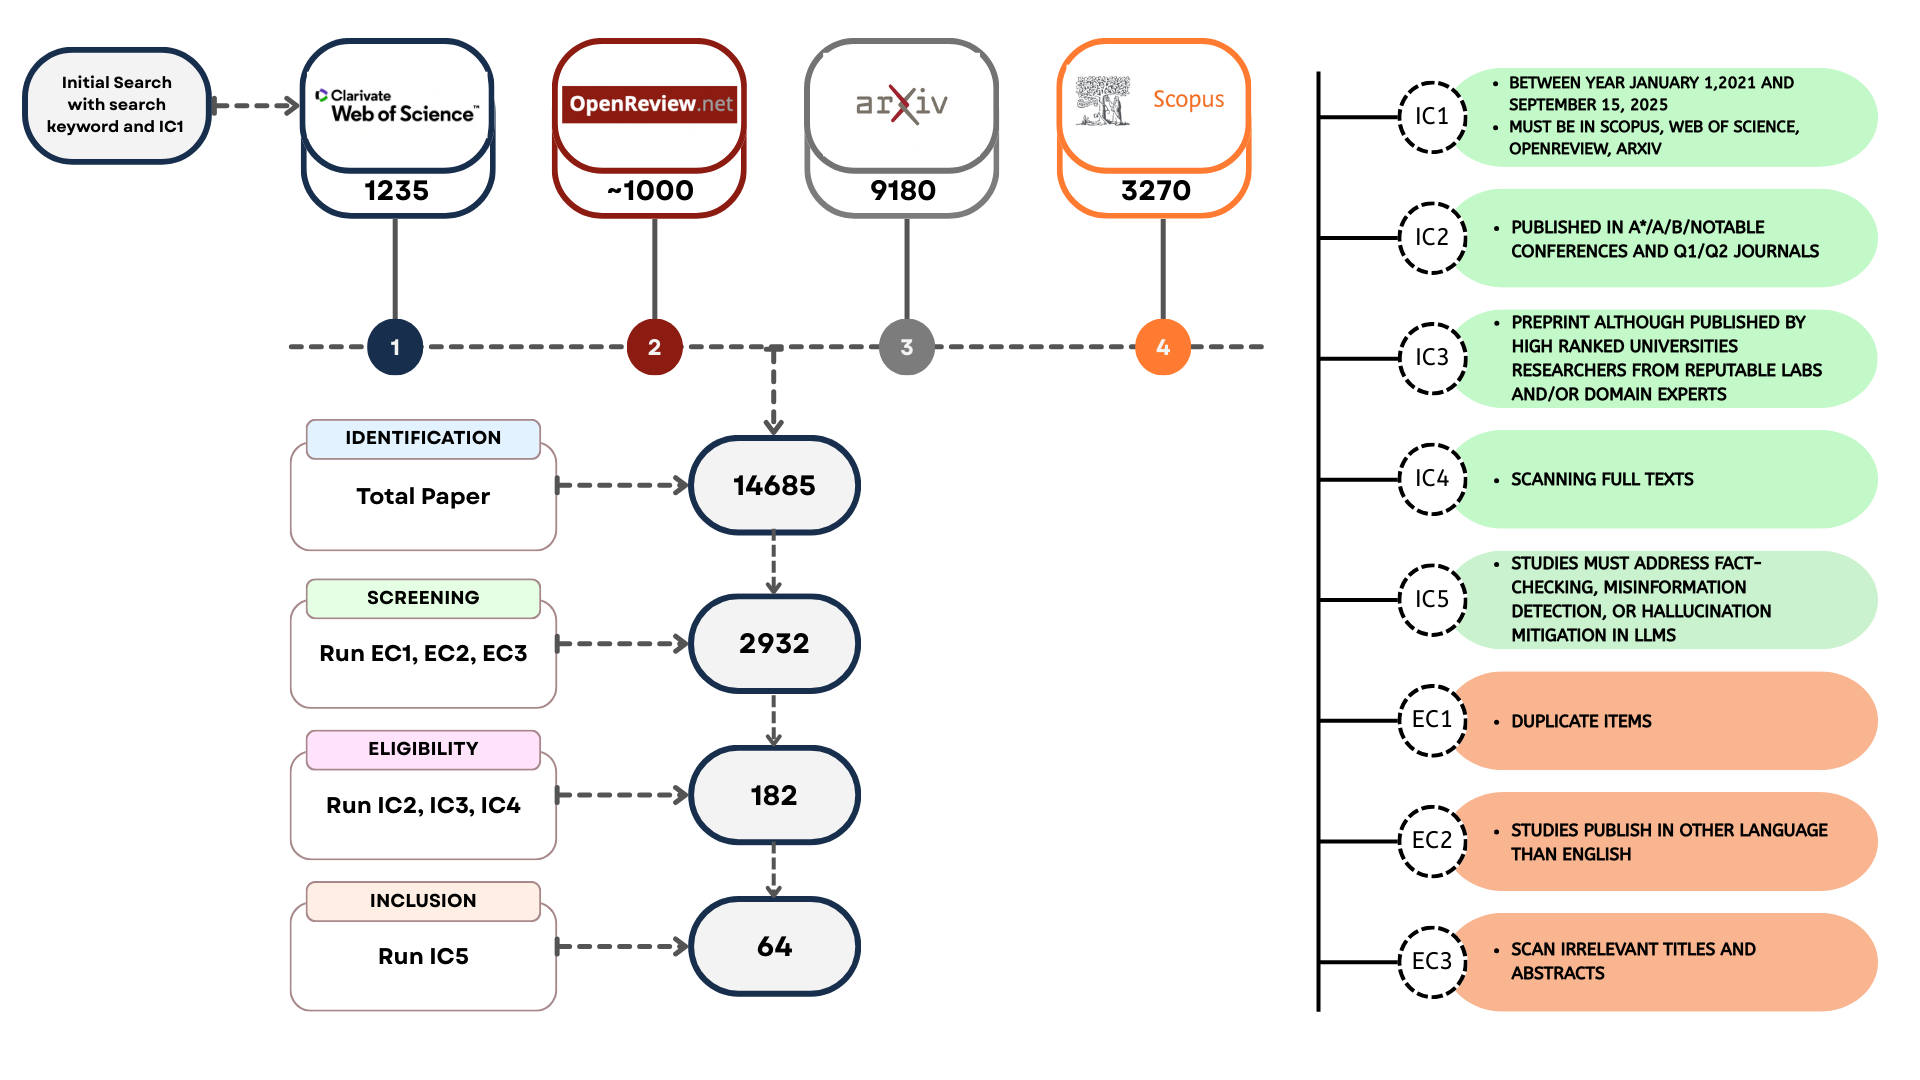 Initial Search
with search
keyword and IC1
Clarivate
Web of Science™
1235
OpenReview.net
~1000
arXiv
9180
Scopus
3270
1
2
3
4
IDENTIFICATION
Total Paper
14685
SCREENING
Run EC1, EC2, EC3
2932
ELIGIBILITY
Run IC2, IC3, IC4
182
INCLUSION
Run IC5
64
IC1
• BETWEEN YEAR JANUARY 1,2021 AND
SEPTEMBER 15, 2025
• MUST BE IN SCOPUS, WEB OF SCIENCE,
OPENREVIEW, ARXIV
IC2
• PUBLISHED IN A*/A/B/NOTABLE
CONFERENCES AND Q1/Q2 JOURNALS
IC3
• PREPRINT ALTHOUGH PUBLISHED BY
HIGH RANKED UNIVERSITIES
RESEARCHERS FROM REPUTABLE LABS
AND/OR DOMAIN EXPERTS
IC4
• SCANNING FULL TEXTS
IC5
• STUDIES MUST ADDRESS FACT-
CHECKING, MISINFORMATION
DETECTION, OR HALLUCINATION
MITIGATION IN LLMS
EC1
• DUPLICATE ITEMS
EC2
• STUDIES PUBLISH IN OTHER LANGUAGE
THAN ENGLISH
EC3
• SCAN IRRELEVANT TITLES AND
ABSTRACTS